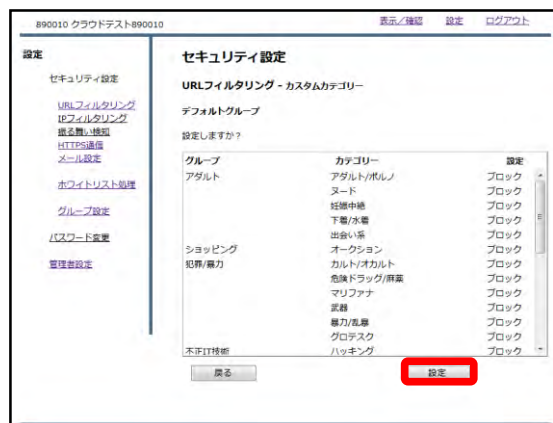 890010 クラウドテスト890010
表示／確認 設定 ログアウト
設定
セキュリティ設定
URLフィルタリング
IPフィルタリング
振る舞い検知
HTTPS通信
メール設定
ホワイトリスト処理
グループ設定
パスワード変更
管理者設定
セキュリティ設定
URLフィルタリング - カスタムカテゴリー
デフォルトグループ
設定しますか？
グループ カテゴリー 設定
アダルト アダルト/ポルノ ブロック
ヌード ブロック
妊娠中絶 ブロック
下着/水着 ブロック
出会い系 ブロック
ショッピング オークション ブロック
犯罪/暴力 カルト/オカルト ブロック
危険ドラッグ/麻薬 ブロック
マリファナ ブロック
武器 ブロック
暴力/乱暴 ブロック
グロテスク ブロック
不正IT技術 ハッキング ブロック
戻る 設定